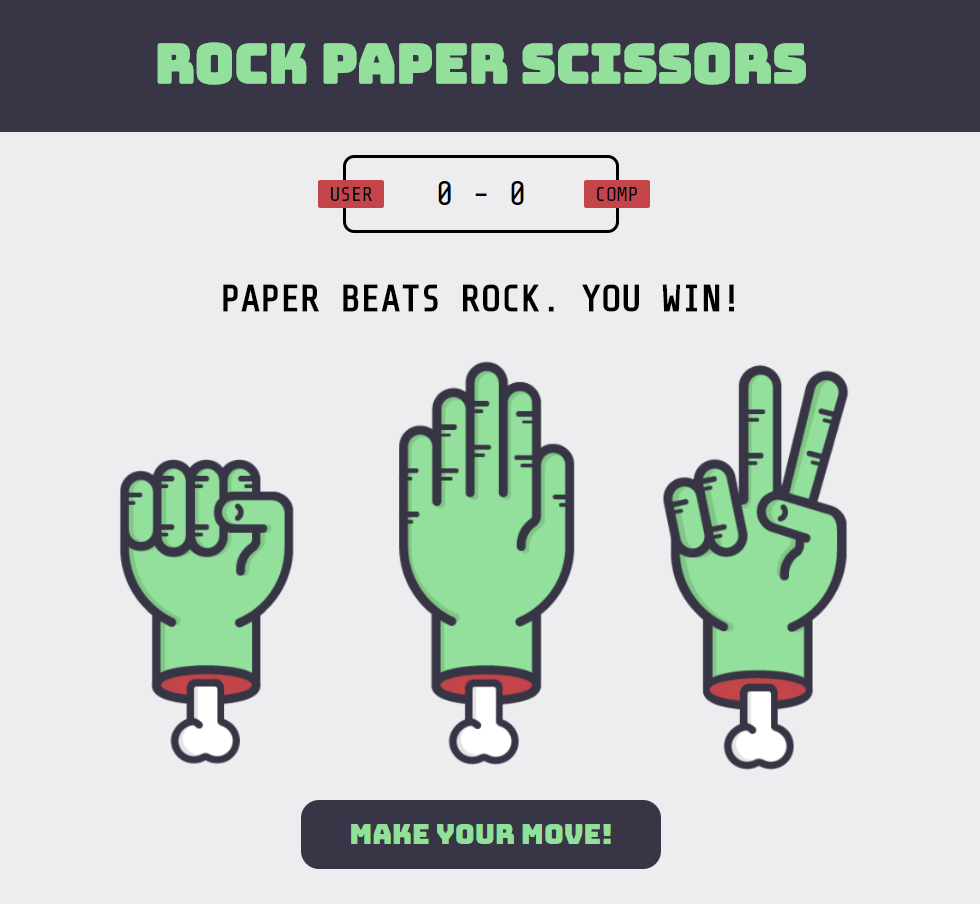 ROCK PAPER SCISSORS
USER 0 - 0 COMP
PAPER BEATS ROCK. YOU WIN!
MAKE YOUR MOVE!